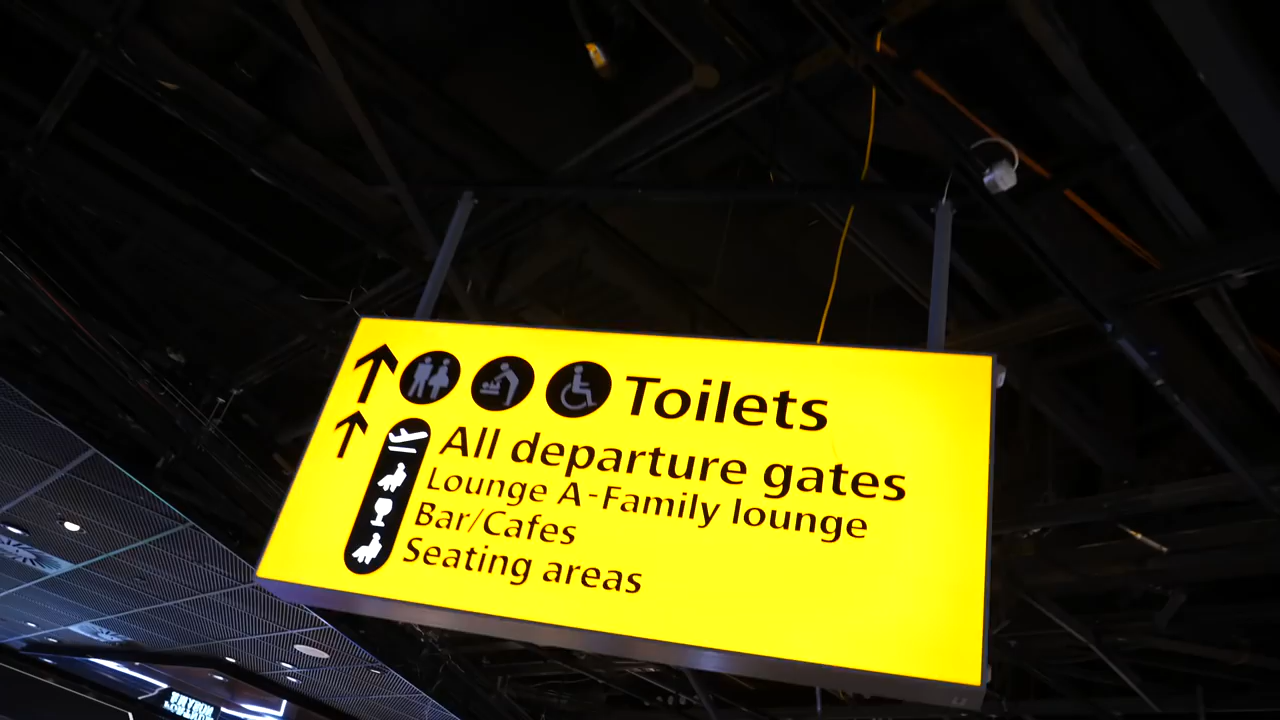 Toilets
All departure gates
Lounge A-Family lounge
Bar/Cafes
Seating areas